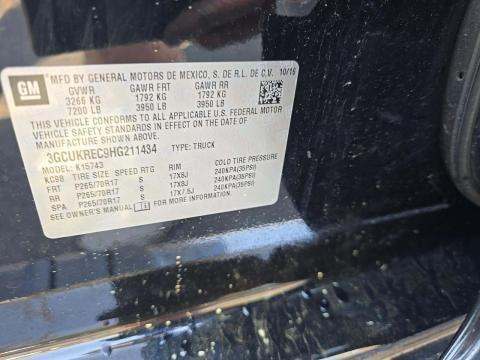 GM
MFD BY GENERAL MOTORS DE MEXICO, S. DE R.L. DE C.V. 10/16
GVWR GAWR FRT GAWR RR
3266 KG 1792 KG 1792 KG
7200 LB 3950 LB 3950 LB
THIS VEHICLE CONFORMS TO ALL APPLICABLE U.S. FEDERAL MOTOR
VEHICLE SAFETY STANDARDS IN EFFECT ON THE DATE OF
MANUFACTURE SHOWN ABOVE.
3GCUKREC9HG211434 TYPE: TRUCK
MODEL: K15743
KC9B TIRE SIZE SPEED RTG RIM COLD TIRE PRESSURE
FRT P265/70R17 S 17X8J 240KPA(35PSI)
RR P265/70R17 S 17X8J 240KPA(35PSI)
SPA P265/70R17 S 17X7.5J 240KPA(35PSI)
SEE OWNER'S MANUAL